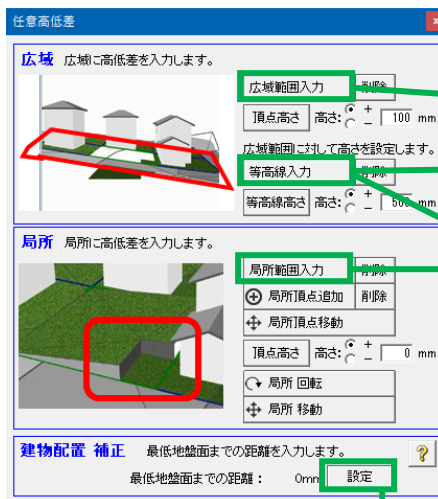 任意高低差
広域 広域に高低差を入力します。
広域範囲入力 削除
頂点高さ 高さ: + - 100 mm
広域範囲に対して高さを設定します。
等高線入力 削除
等高線高さ 高さ: + - 500 mm
局所 局所に高低差を入力します。
局所範囲入力 削除
局所頂点追加 削除
局所頂点移動
頂点高さ 高さ: + - 0 mm
局所 回転
局所 移動
建物配置 補正 最低地盤面までの距離を入力します。 ?
最低地盤面までの距離: 0mm 設定